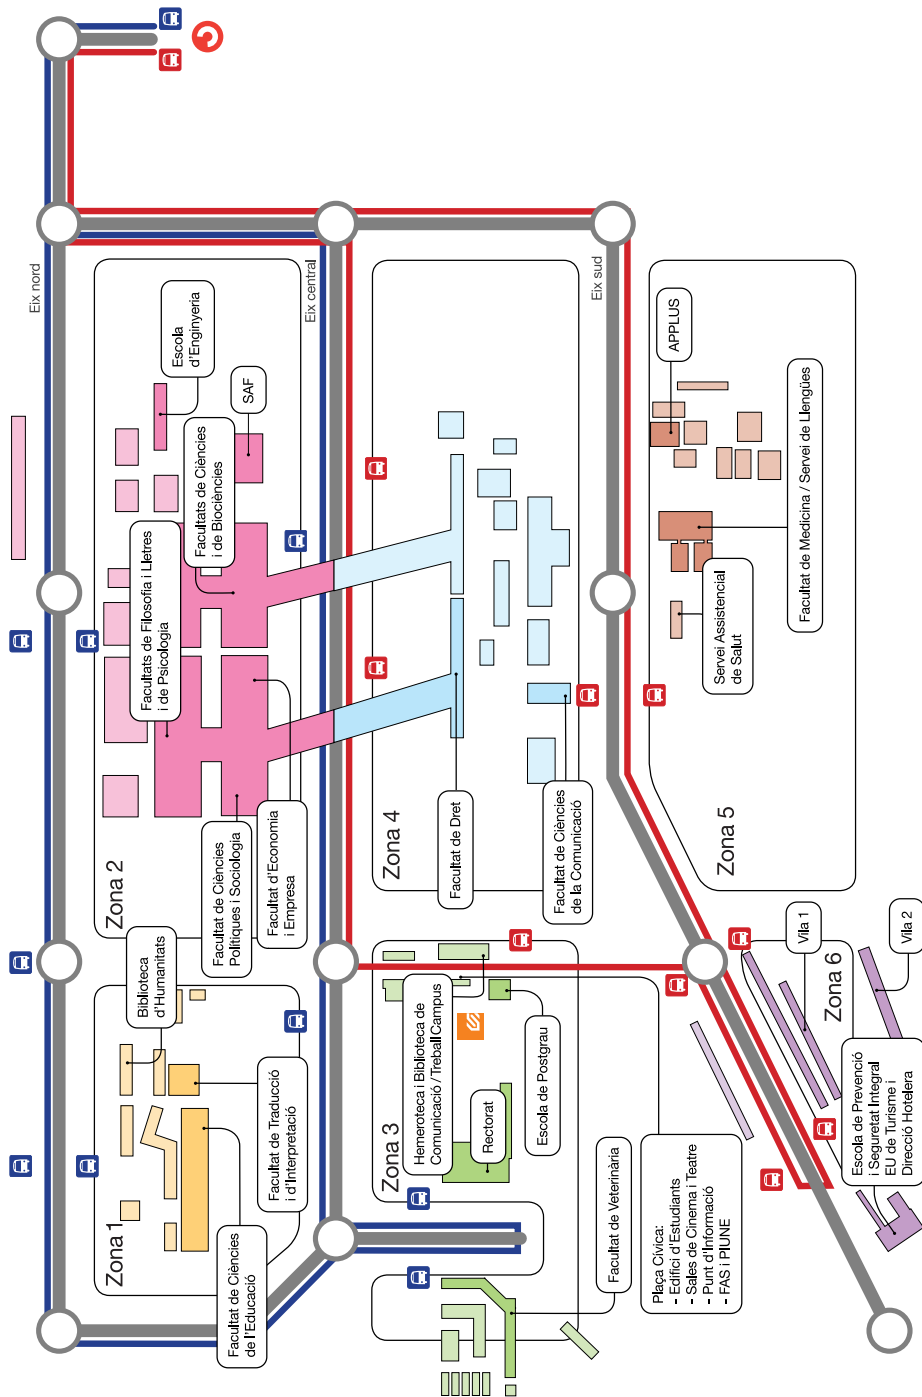 Eix nord
Eix central
Eix sud
Zona 1
Biblioteca
d'Humanitats
Facultat de Traducció
i d'Interpretació
Facultat de Ciències
de l'Educació
Zona 2
Escola
d'Enginyeria
SAF
Facultats de Ciències
i de Biociències
Facultats de Filosofia i Lletres
i de Psicologia
Facultat de Ciències
Polítiques i Sociologia
Facultat d'Economia
i Empresa
Zona 3
Hemeroteca i Biblioteca de
Comunicació / Treball Campus
Rectorat
Escola de Postgrau
Facultat de Veterinària
Plaça Cívica:
- Edifici d'Estudiants
- Sales de Cinema i Teatre
- Punt d'Informació
- FAS i PIUNE
Zona 4
Facultat de Dret
Facultat de Ciències
de la Comunicació
Zona 5
APPLUS
Facultat de Medicina / Servei de Llengües
Servei Assistencial
de Salut
Zona 6
Vila 1
Vila 2
Escola de Prevenció
i Seguretat Integral
EU de Turisme i
Direcció Hotelera